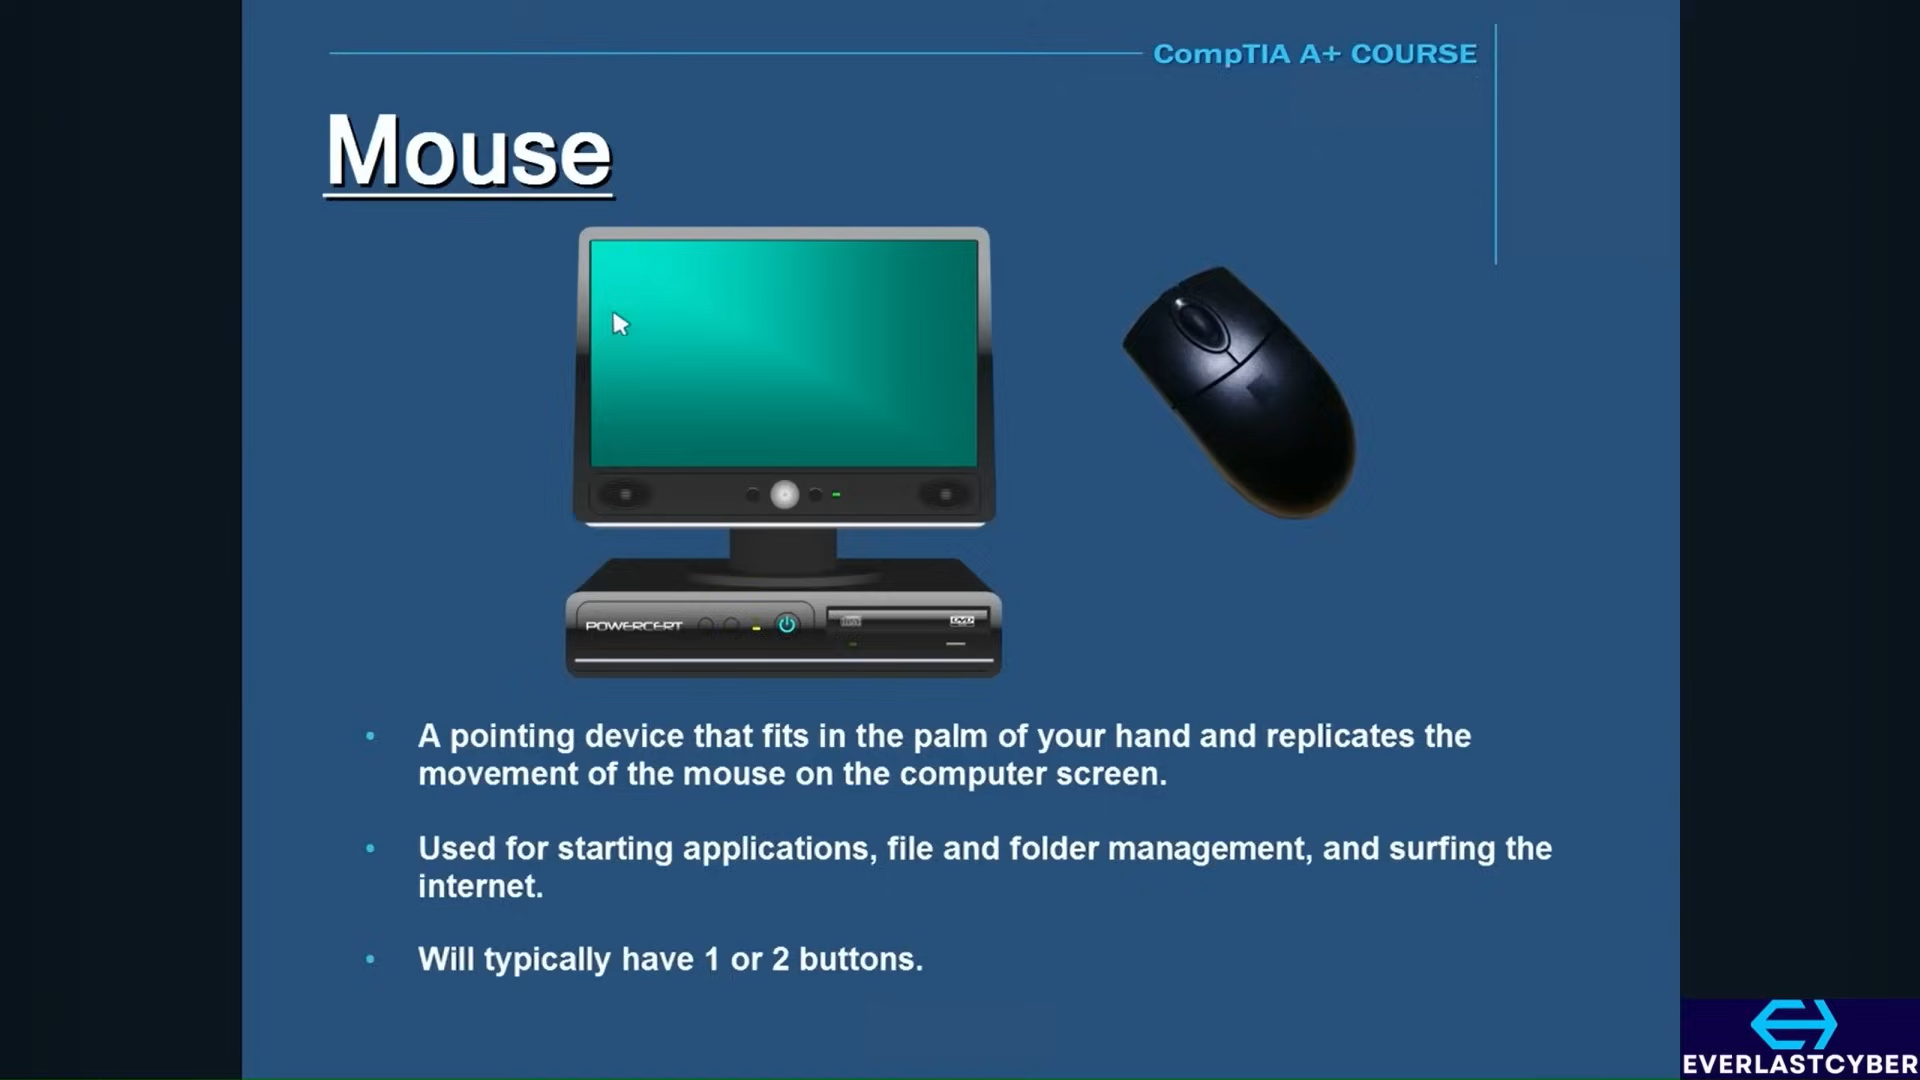 CompTIA A+ COURSE
Mouse
POWERCERT
DVD
A pointing device that fits in the palm of your hand and replicates the
movement of the mouse on the computer screen.
Used for starting applications, file and folder management, and surfing the
internet.
Will typically have 1 or 2 buttons.
EVERLASTCYBER